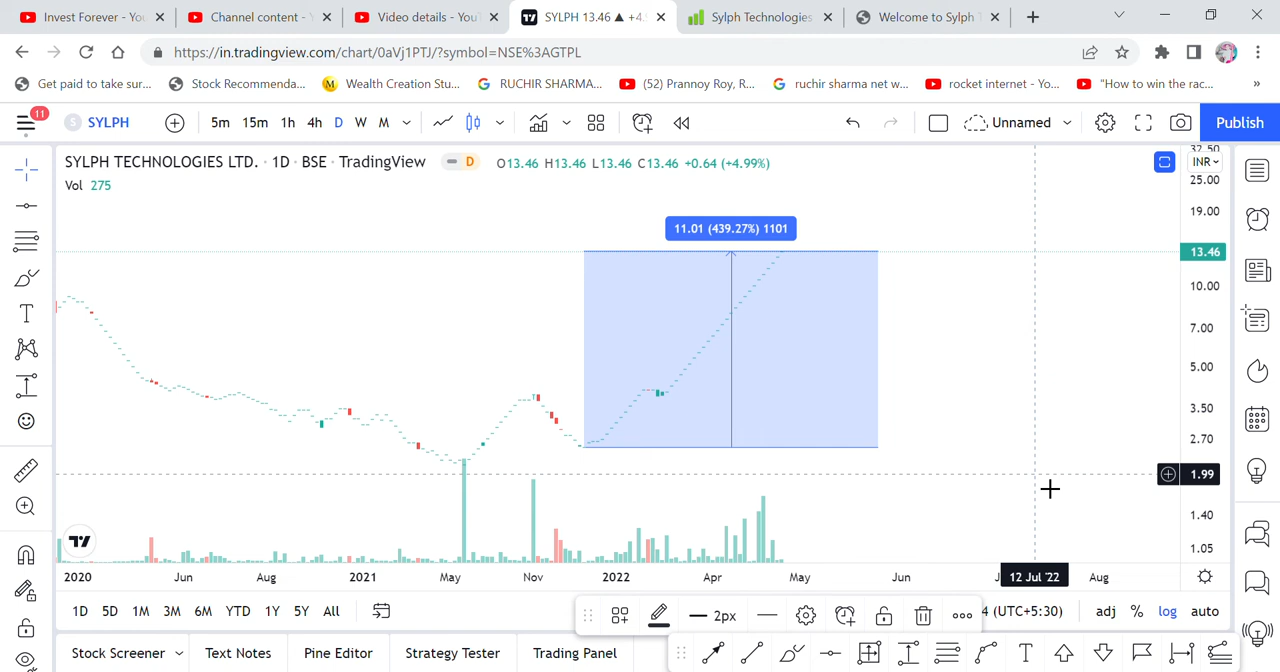 Invest Forever - You
Channel content - Y
Video details - YouT
SYLPH 13.46 ▲ +4.
Sylph Technologies
Welcome to Sylph T
https://in.tradingview.com/chart/0aVj1PTJ/?symbol=NSE%3AGTPL
Get paid to take sur...
Stock Recommenda...
Wealth Creation Stu...
RUCHIR SHARMA...
(52) Prannoy Roy, R...
ruchir sharma net w...
rocket internet - Yo...
"How to win the rac...
»
11
S SYLPH
5m 15m 1h 4h D W M
Unnamed
Publish
SYLPH TECHNOLOGIES LTD. · 1D · BSE · TradingView
D
O13.46 H13.46 L13.46 C13.46 +0.64 (+4.99%)
Vol 275
INR
32.50
25.00
19.00
13.46
10.00
7.00
5.00
3.50
2.70
1.99
1.40
1.05
11.01 (439.27%) 1101
2020 Jun Aug 2021 May Nov 2022 Apr May Jun 12 Jul '22 Aug
1D 5D 1M 3M 6M YTD 1Y 5Y All
2px
4 (UTC+5:30)
adj % log auto
Stock Screener
Text Notes
Pine Editor
Strategy Tester
Trading Panel